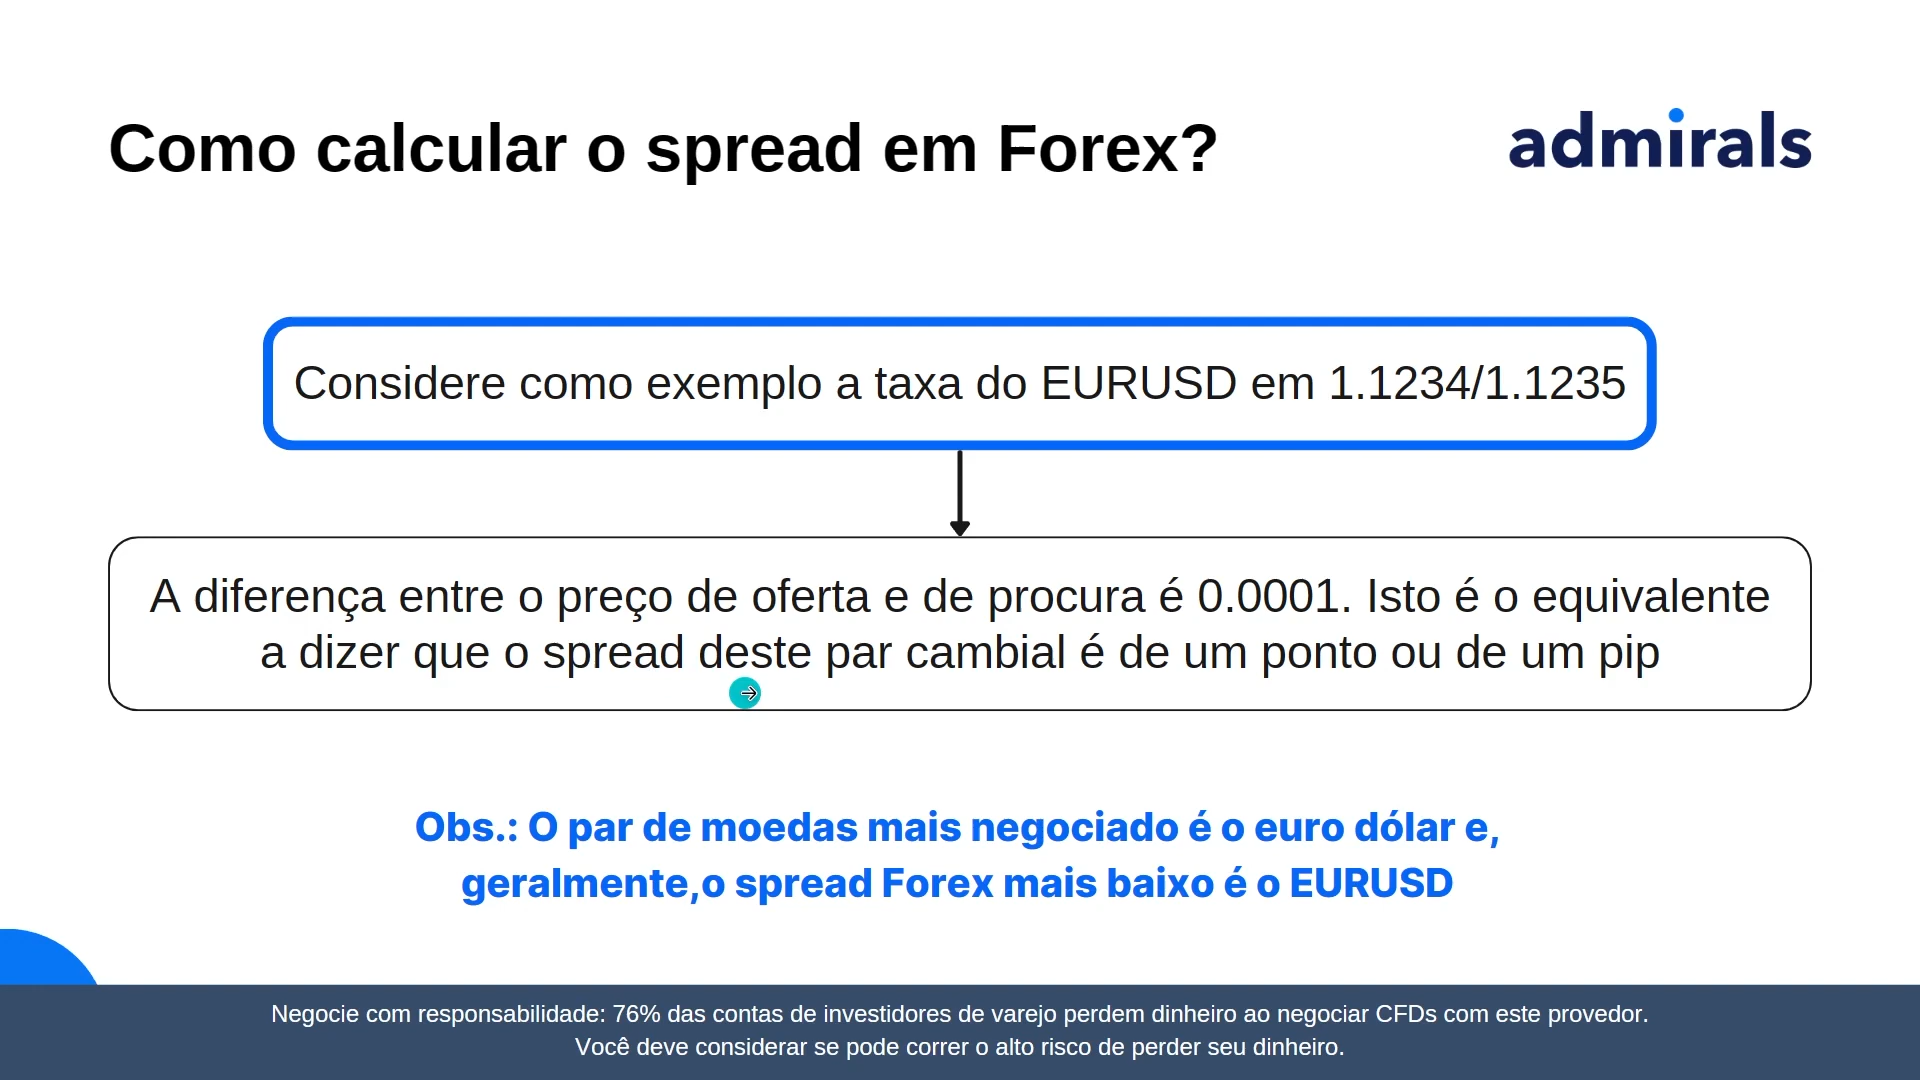 Como calcular o spread em Forex?
admirals
Considere como exemplo a taxa do EURUSD em 1.1234/1.1235
A diferença entre o preço de oferta e de procura é 0.0001. Isto é o equivalente
a dizer que o spread deste par cambial é de um ponto ou de um pip
Obs.: O par de moedas mais negociado é o euro dólar e,
geralmente,o spread Forex mais baixo é o EURUSD
Negocie com responsabilidade: 76% das contas de investidores de varejo perdem dinheiro ao negociar CFDs com este provedor.
Você deve considerar se pode correr o alto risco de perder seu dinheiro.